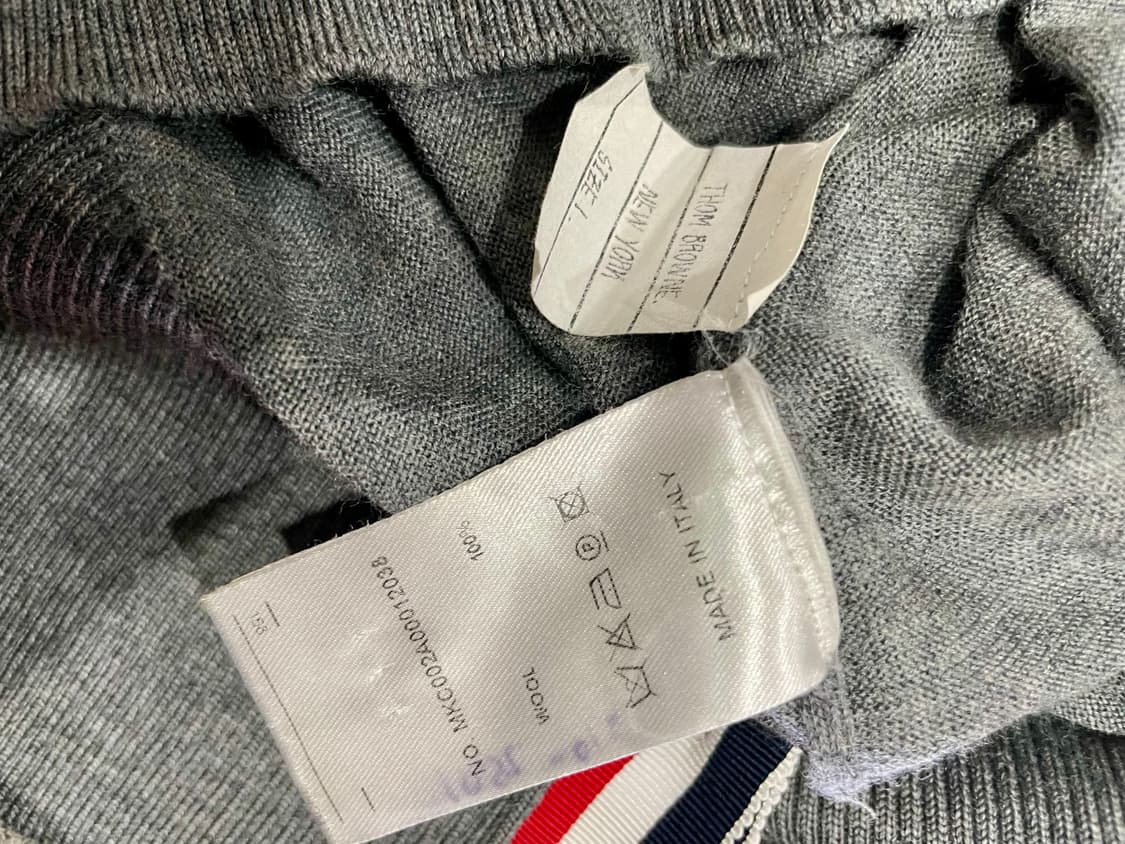 THOM BROWNE.
NEW YORK
SIZE 1.
MADE IN ITALY
P
100% WOOL
NO. MKC002A00012038